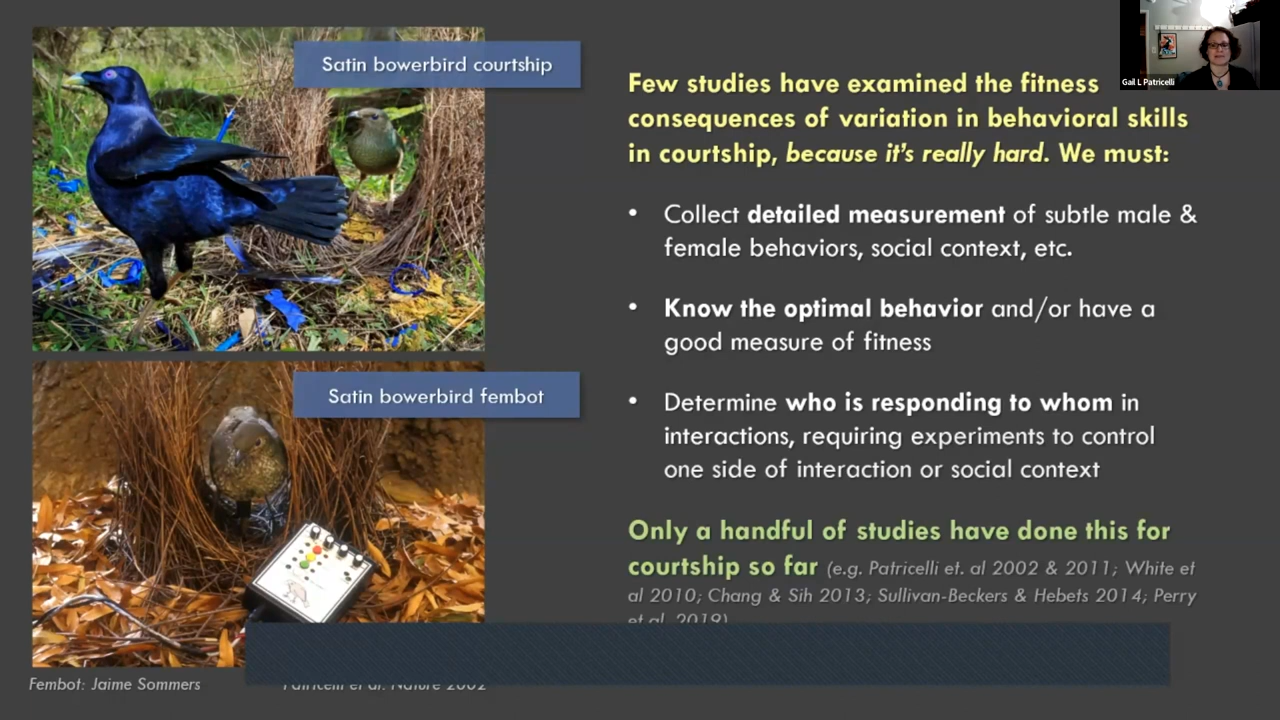 Satin bowerbird courtship
Gail L Patricelli
Few studies have examined the fitness
consequences of variation in behavioral skills
in courtship, because it's really hard. We must:
• Collect detailed measurement of subtle male &
female behaviors, social context, etc.
• Know the optimal behavior and/or have a
good measure of fitness
• Determine who is responding to whom in
interactions, requiring experiments to control
one side of interaction or social context
Only a handful of studies have done this for
courtship so far (e.g. Patricelli et. al 2002 & 2011; White et
al 2010; Chang & Sih 2013; Sullivan-Beckers & Hebets 2014; Perry
et al. 2019)
Satin bowerbird fembot
Fembot: Jaime Sommers
Patricelli et al. Nature 2002